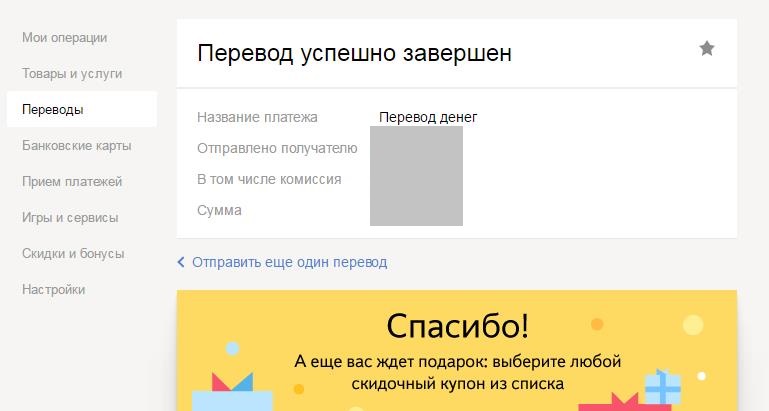 Мои операции
Товары и услуги
Переводы
Банковские карты
Прием платежей
Игры и сервисы
Скидки и бонусы
Настройки
Перевод успешно завершен
Название платежа Перевод денег
Отправлено получателю
В том числе комиссия
Сумма
Отправить еще один перевод
Спасибо!
А еще вас ждет подарок: выберите любой
скидочный купон из списка